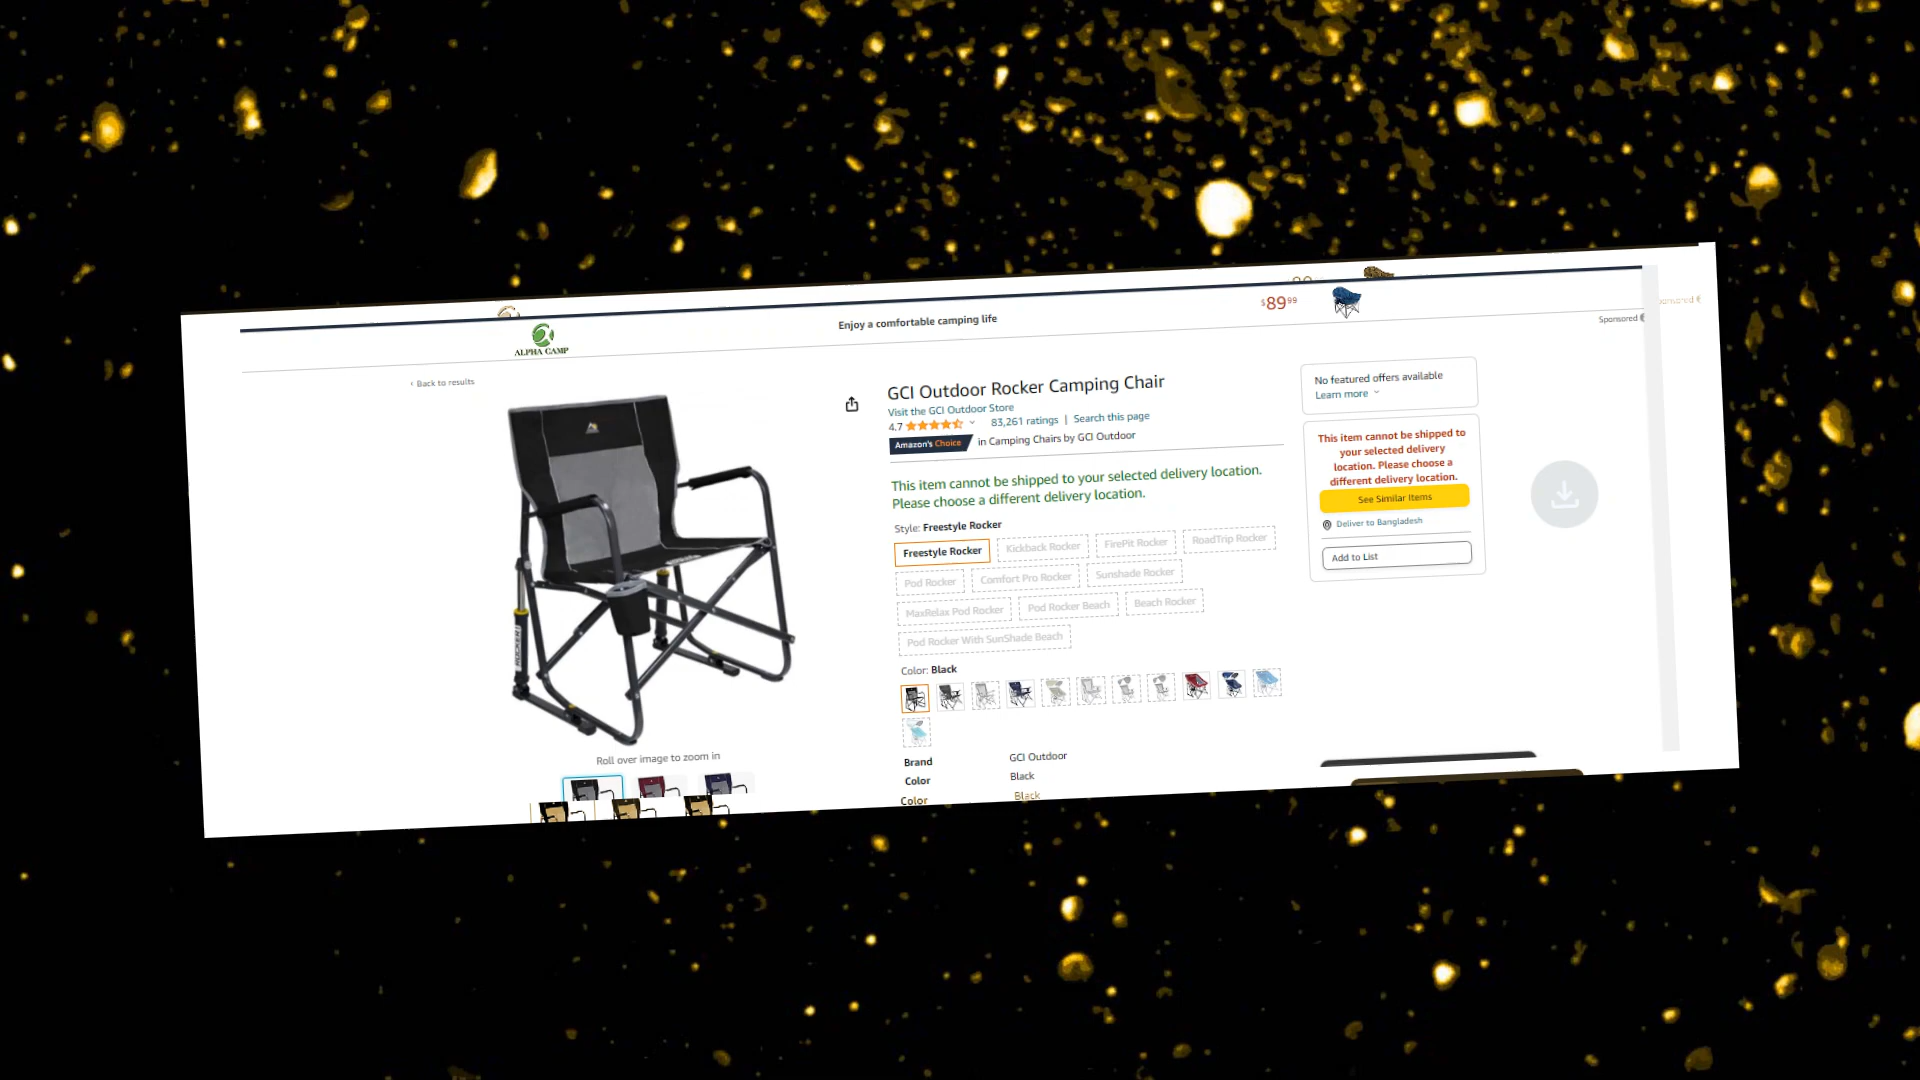 $89 99
Enjoy a comfortable camping life
ALPHA CAMP
Sponsored
‹ Back to results
GCI Outdoor Rocker Camping Chair
Visit the GCI Outdoor Store
4.7 83,261 ratings | Search this page
Amazon's Choice in Camping Chairs by GCI Outdoor
This item cannot be shipped to your selected delivery location.
Please choose a different delivery location.
Style: Freestyle Rocker
Freestyle Rocker Kickback Rocker FirePit Rocker RoadTrip Rocker
Pod Rocker Comfort Pro Rocker Sunshade Rocker
MaxRelax Pod Rocker Pod Rocker Beach Beach Rocker
Pod Rocker With SunShade Beach
Color: Black
Brand GCI Outdoor
Color Black
Color Black
No featured offers available
Learn more
This item cannot be shipped to
your selected delivery
location. Please choose a
different delivery location.
See Similar Items
Deliver to Bangladesh
Add to List
ROCKER
Roll over image to zoom in